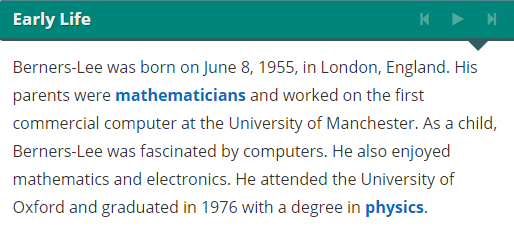 Early Life
Berners-Lee was born on June 8, 1955, in London, England. His
parents were mathematicians and worked on the first
commercial computer at the University of Manchester. As a child,
Berners-Lee was fascinated by computers. He also enjoyed
mathematics and electronics. He attended the University of
Oxford and graduated in 1976 with a degree in physics.